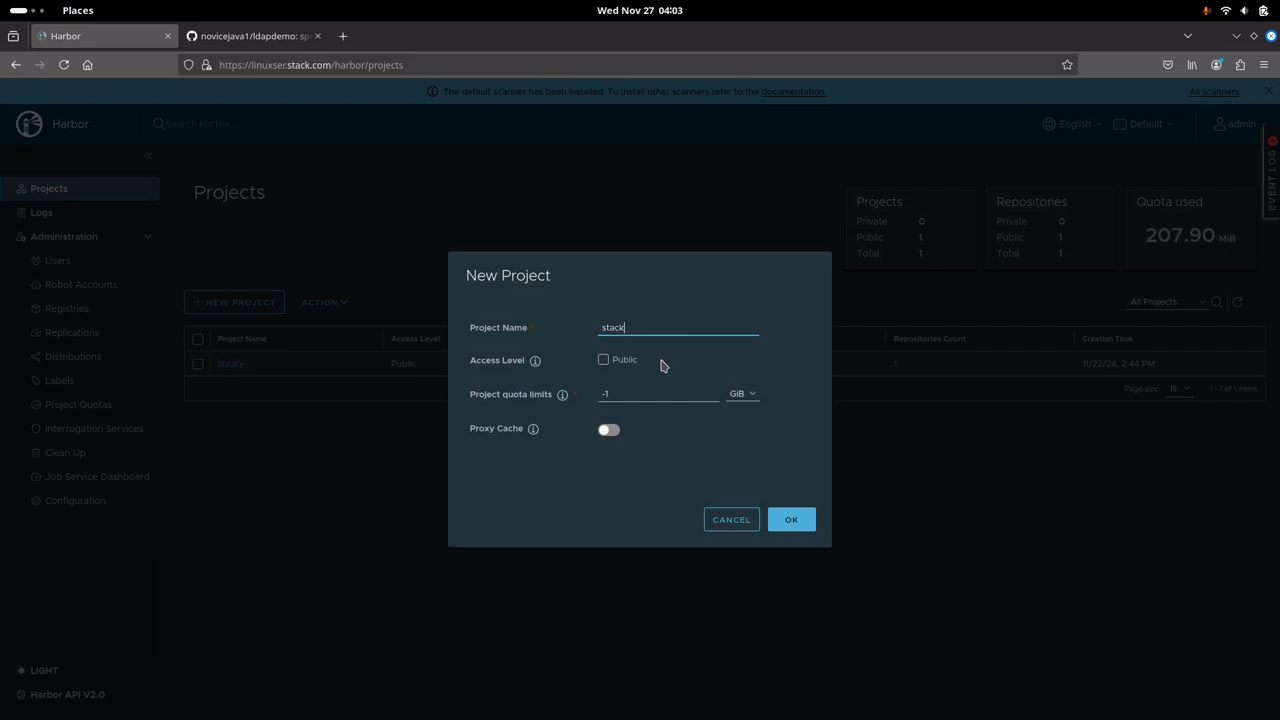 Places
Wed Nov 27 04:03
Harbor
novicejava1/ldapdemo: sp
https://linuxser.stack.com/harbor/projects
The default scanner has been installed. To install other scanners refer to the documentation.
All scanners
Harbor
Search Harbor...
English
Default
admin
EVENT LOG
Projects
Logs
Administration
Users
Robot Accounts
Registries
Replications
Distributions
Labels
Project Quotas
Interrogation Services
Clean Up
Job Service Dashboard
Configuration
LIGHT
Harbor API V2.0
Projects
Projects
Private 0
Public 1
Total 1
Repositories
Private 0
Public 1
Total 1
Quota used
207.90 MiB
+ NEW PROJECT
ACTION
All Projects
Project Name Access Level Repositories Count Creation Time
library Public 1 11/22/24, 2:44 PM
Page size 15 1 - 1 of 1 items
New Project
Project Name * stack
Access Level Public
Project quota limits * -1 GiB
Proxy Cache
CANCEL
OK